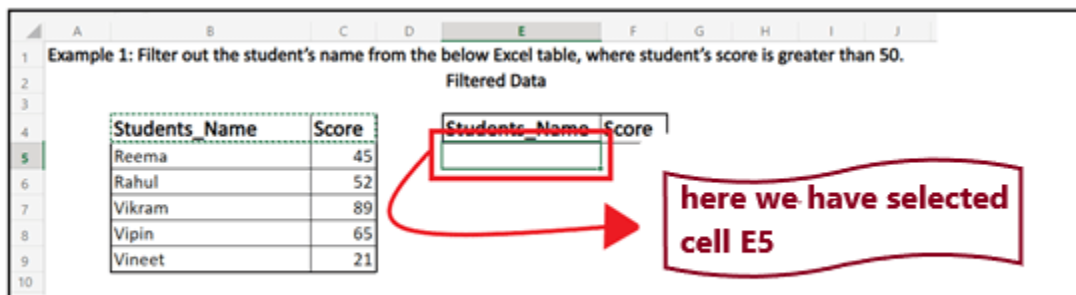 A B C D E F G H I J
1 Example 1: Filter out the student's name from the below Excel table, where student's score is greater than 50.
2 Filtered Data
3
4 Students_Name Score Students_Name Score
5 Reema 45
6 Rahul 52
7 Vikram 89
8 Vipin 65
9 Vineet 21
10
here we have selected
cell E5